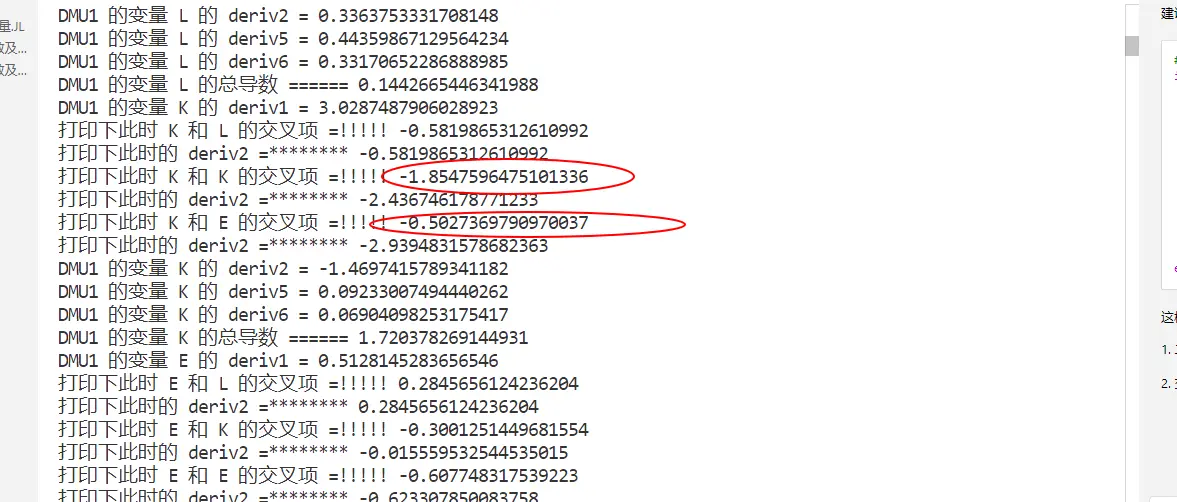 DMU1 的变量 L 的 deriv2 = 0.3363753331708148
DMU1 的变量 L 的 deriv5 = 0.44359867129564234
DMU1 的变量 L 的 deriv6 = 0.33170652286888985
DMU1 的变量 L 的总导数 ====== 0.1442665446341988
DMU1 的变量 K 的 deriv1 = 3.0287487906028923
打印下此时 K 和 L 的交叉项 =!!!!! -0.5819865312610992
打印下此时的 deriv2 =******** -0.5819865312610992
打印下此时 K 和 K 的交叉项 =!!!!! -1.8547596475101336
打印下此时的 deriv2 =******** -2.436746178771233
打印下此时 K 和 E 的交叉项 =!!!!! -0.5027369790970037
打印下此时的 deriv2 =******** -2.9394831578682363
DMU1 的变量 K 的 deriv2 = -1.4697415789341182
DMU1 的变量 K 的 deriv5 = 0.09233007494440262
DMU1 的变量 K 的 deriv6 = 0.06904098253175417
DMU1 的变量 K 的总导数 ====== 1.720378269144931
DMU1 的变量 E 的 deriv1 = 0.5128145283656546
打印下此时 E 和 L 的交叉项 =!!!!! 0.2845656124236204
打印下此时的 deriv2 =******** 0.2845656124236204
打印下此时 E 和 K 的交叉项 =!!!!! -0.3001251449681554
打印下此时的 deriv2 =******** -0.015559532544535015
打印下此时 E 和 E 的交叉项 =!!!!! -0.607748317539223
打印下此时的 deriv2 =******** -0.623307850083758
量.JL
及...
及...
建
#
这
1.
2.